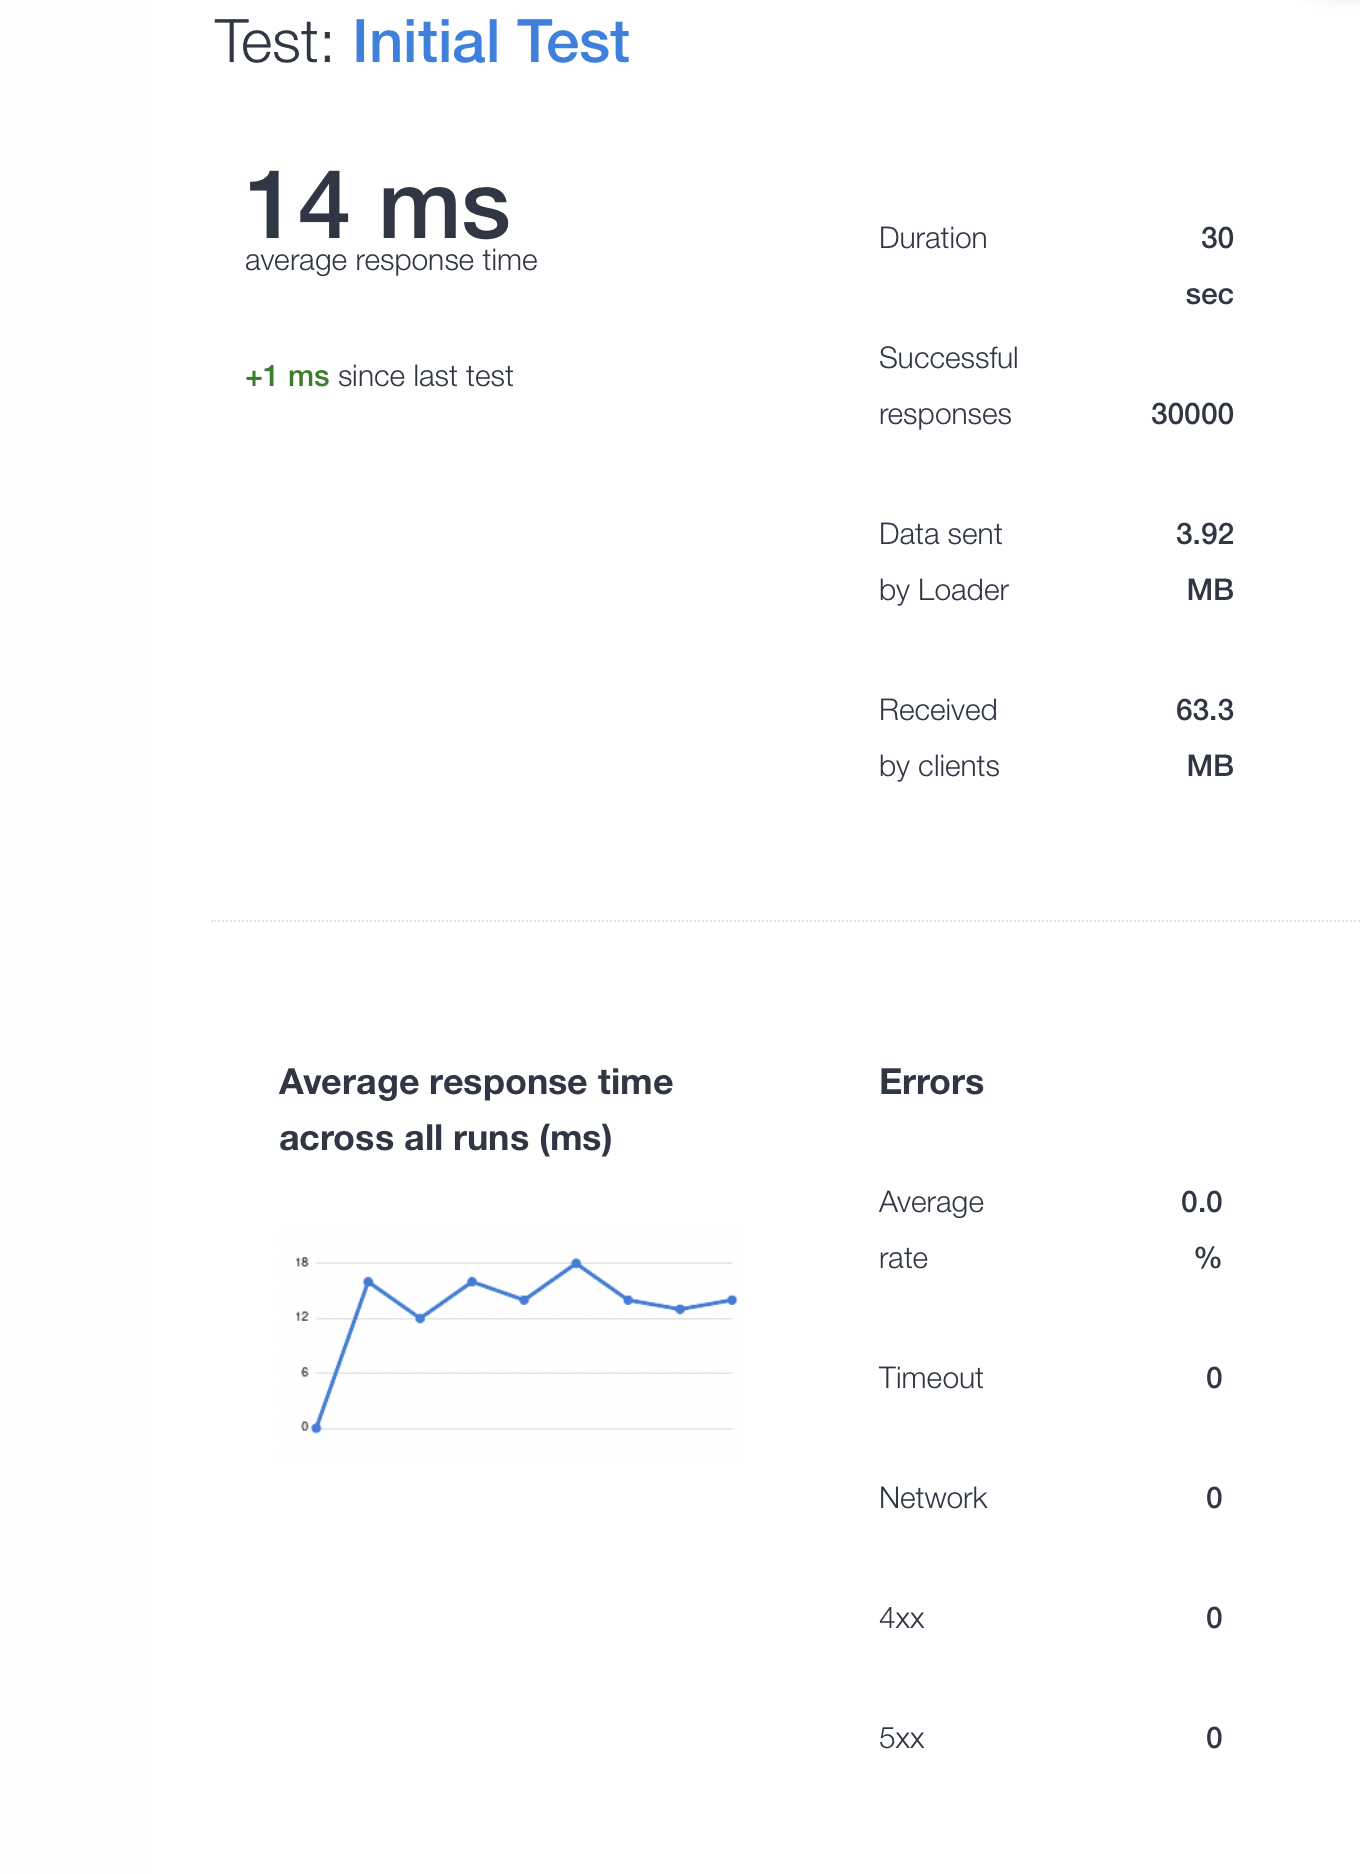 Test: Initial Test
14 ms
average response time
+1 ms since last test
Duration 30
sec
Successful
responses 30000
Data sent 3.92
by Loader MB
Received 63.3
by clients MB
Average response time
across all runs (ms)
18
12
6
0
Errors
Average 0.0
rate %
Timeout 0
Network 0
4xx 0
5xx 0